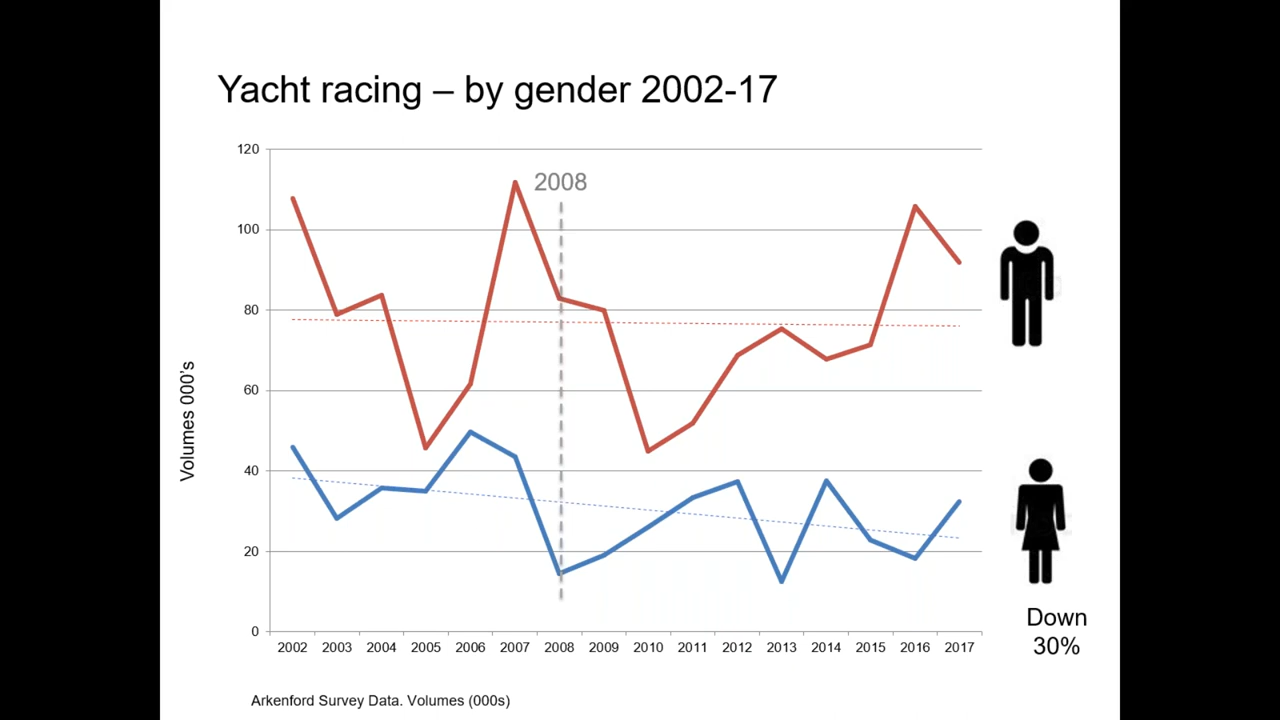 Yacht racing – by gender 2002-17
120
2008
100
80
60
Volumes 000's
40
20
0
2002 2003 2004 2005 2006 2007 2008 2009 2010 2011 2012 2013 2014 2015 2016 2017
Down
30%
Arkenford Survey Data. Volumes (000s)